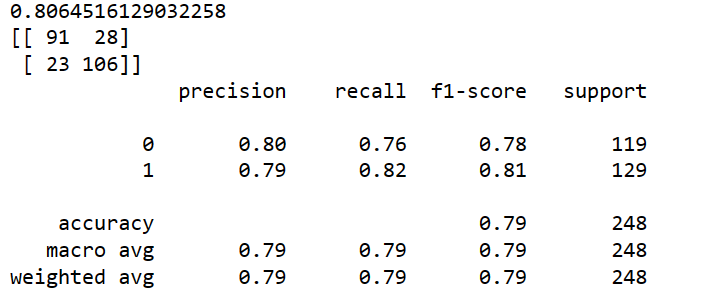 0.8064516129032258
[[ 91  28]
 [ 23 106]]
              precision    recall  f1-score   support

           0       0.80      0.76      0.78       119
           1       0.79      0.82      0.81       129

    accuracy                           0.79       248
   macro avg       0.79      0.79      0.79       248
weighted avg       0.79      0.79      0.79       248